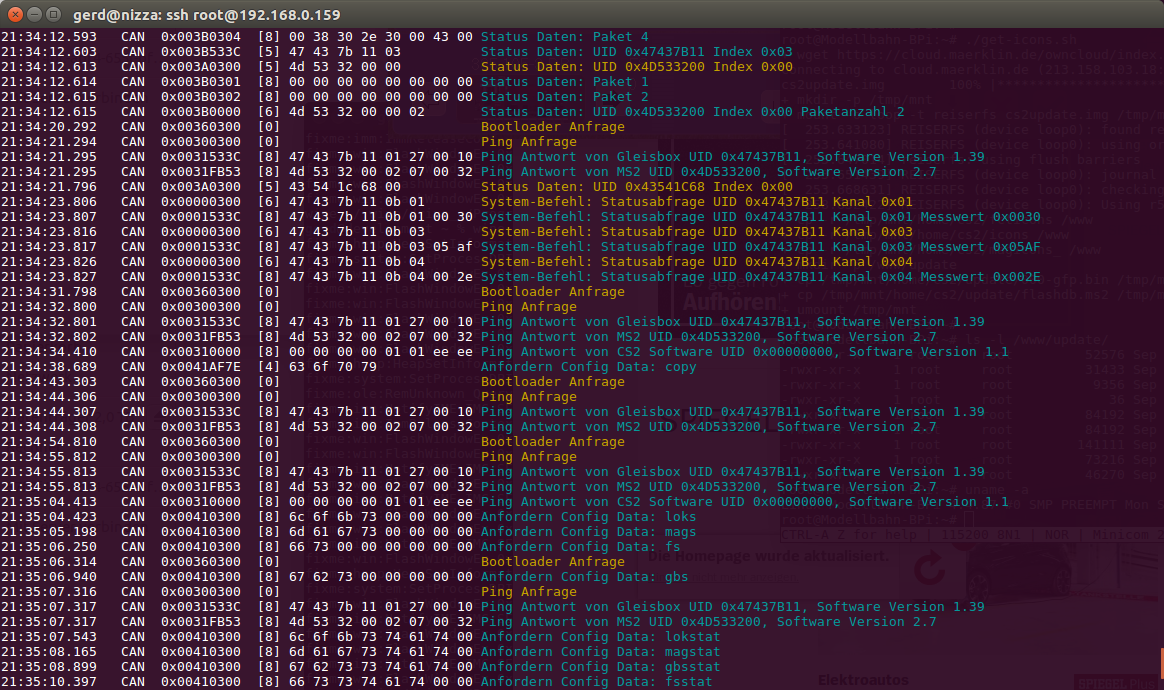 gerd@nizza: ssh root@192.168.0.159
21:34:12.593 CAN 0x003B0304 [8] 00 38 30 2e 30 00 43 00 Status Daten: Paket 4
21:34:12.603 CAN 0x003B533C [5] 47 43 7b 11 03 Status Daten: UID 0x47437B11 Index 0x03
21:34:12.613 CAN 0x003A0300 [5] 4d 53 32 00 00 Status Daten: UID 0x4D533200 Index 0x00
21:34:12.614 CAN 0x003B0301 [8] 00 00 00 00 00 00 00 00 Status Daten: Paket 1
21:34:12.615 CAN 0x003B0302 [8] 00 00 00 00 00 00 00 00 Status Daten: Paket 2
21:34:12.615 CAN 0x003B0000 [6] 4d 53 32 00 00 02 Status Daten: UID 0x4D533200 Index 0x00 Paketanzahl 2
21:34:20.292 CAN 0x00360300 [0] Bootloader Anfrage
21:34:21.294 CAN 0x00300300 [0] Ping Anfrage
21:34:21.295 CAN 0x0031533C [8] 47 43 7b 11 01 27 00 10 Ping Antwort von Gleisbox UID 0x47437B11, Software Version 1.39
21:34:21.295 CAN 0x0031FB53 [8] 4d 53 32 00 02 07 00 32 Ping Antwort von MS2 UID 0x4D533200, Software Version 2.7
21:34:21.796 CAN 0x003A0300 [5] 43 54 1c 68 00 Status Daten: UID 0x43541C68 Index 0x00
21:34:23.806 CAN 0x00000300 [6] 47 43 7b 11 0b 01 System-Befehl: Statusabfrage UID 0x47437B11 Kanal 0x01
21:34:23.807 CAN 0x0001533C [8] 47 43 7b 11 0b 01 00 30 System-Befehl: Statusabfrage UID 0x47437B11 Kanal 0x01 Messwert 0x0030
21:34:23.816 CAN 0x00000300 [6] 47 43 7b 11 0b 03 System-Befehl: Statusabfrage UID 0x47437B11 Kanal 0x03
21:34:23.817 CAN 0x0001533C [8] 47 43 7b 11 0b 03 05 af System-Befehl: Statusabfrage UID 0x47437B11 Kanal 0x03 Messwert 0x05AF
21:34:23.826 CAN 0x00000300 [6] 47 43 7b 11 0b 04 System-Befehl: Statusabfrage UID 0x47437B11 Kanal 0x04
21:34:23.827 CAN 0x0001533C [8] 47 43 7b 11 0b 04 00 2e System-Befehl: Statusabfrage UID 0x47437B11 Kanal 0x04 Messwert 0x002E
21:34:31.798 CAN 0x00360300 [0] Bootloader Anfrage
21:34:32.800 CAN 0x00300300 [0] Ping Anfrage
21:34:32.801 CAN 0x0031533C [8] 47 43 7b 11 01 27 00 10 Ping Antwort von Gleisbox UID 0x47437B11, Software Version 1.39
21:34:32.802 CAN 0x0031FB53 [8] 4d 53 32 00 02 07 00 32 Ping Antwort von MS2 UID 0x4D533200, Software Version 2.7
21:34:34.410 CAN 0x00310000 [8] 00 00 00 00 01 01 ee ee Ping Antwort von CS2 Software UID 0x00000000, Software Version 1.1
21:34:38.689 CAN 0x0041AF7E [4] 63 6f 70 79 Anfordern Config Data: copy
21:34:43.303 CAN 0x00360300 [0] Bootloader Anfrage
21:34:44.306 CAN 0x00300300 [0] Ping Anfrage
21:34:44.307 CAN 0x0031533C [8] 47 43 7b 11 01 27 00 10 Ping Antwort von Gleisbox UID 0x47437B11, Software Version 1.39
21:34:44.308 CAN 0x0031FB53 [8] 4d 53 32 00 02 07 00 32 Ping Antwort von MS2 UID 0x4D533200, Software Version 2.7
21:34:54.810 CAN 0x00360300 [0] Bootloader Anfrage
21:34:55.812 CAN 0x00300300 [0] Ping Anfrage
21:34:55.813 CAN 0x0031533C [8] 47 43 7b 11 01 27 00 10 Ping Antwort von Gleisbox UID 0x47437B11, Software Version 1.39
21:34:55.813 CAN 0x0031FB53 [8] 4d 53 32 00 02 07 00 32 Ping Antwort von MS2 UID 0x4D533200, Software Version 2.7
21:35:04.413 CAN 0x00310000 [8] 00 00 00 00 01 01 ee ee Ping Antwort von CS2 Software UID 0x00000000, Software Version 1.1
21:35:04.423 CAN 0x00410300 [8] 6c 6f 6b 73 00 00 00 00 Anfordern Config Data: loks
21:35:05.198 CAN 0x00410300 [8] 6d 61 67 73 00 00 00 00 Anfordern Config Data: mags
21:35:06.250 CAN 0x00410300 [8] 66 73 00 00 00 00 00 00 Anfordern Config Data: fs
21:35:06.314 CAN 0x00360300 [0] Bootloader Anfrage
21:35:06.940 CAN 0x00410300 [8] 67 62 73 00 00 00 00 00 Anfordern Config Data: gbs
21:35:07.316 CAN 0x00300300 [0] Ping Anfrage
21:35:07.317 CAN 0x0031533C [8] 47 43 7b 11 01 27 00 10 Ping Antwort von Gleisbox UID 0x47437B11, Software Version 1.39
21:35:07.317 CAN 0x0031FB53 [8] 4d 53 32 00 02 07 00 32 Ping Antwort von MS2 UID 0x4D533200, Software Version 2.7
21:35:07.543 CAN 0x00410300 [8] 6c 6f 6b 73 74 61 74 00 Anfordern Config Data: lokstat
21:35:08.165 CAN 0x00410300 [8] 6d 61 67 73 74 61 74 00 Anfordern Config Data: magstat
21:35:08.899 CAN 0x00410300 [8] 67 62 73 73 74 61 74 00 Anfordern Config Data: gbsstat
21:35:10.397 CAN 0x00410300 [8] 66 73 73 74 61 74 00 00 Anfordern Config Data: fsstat